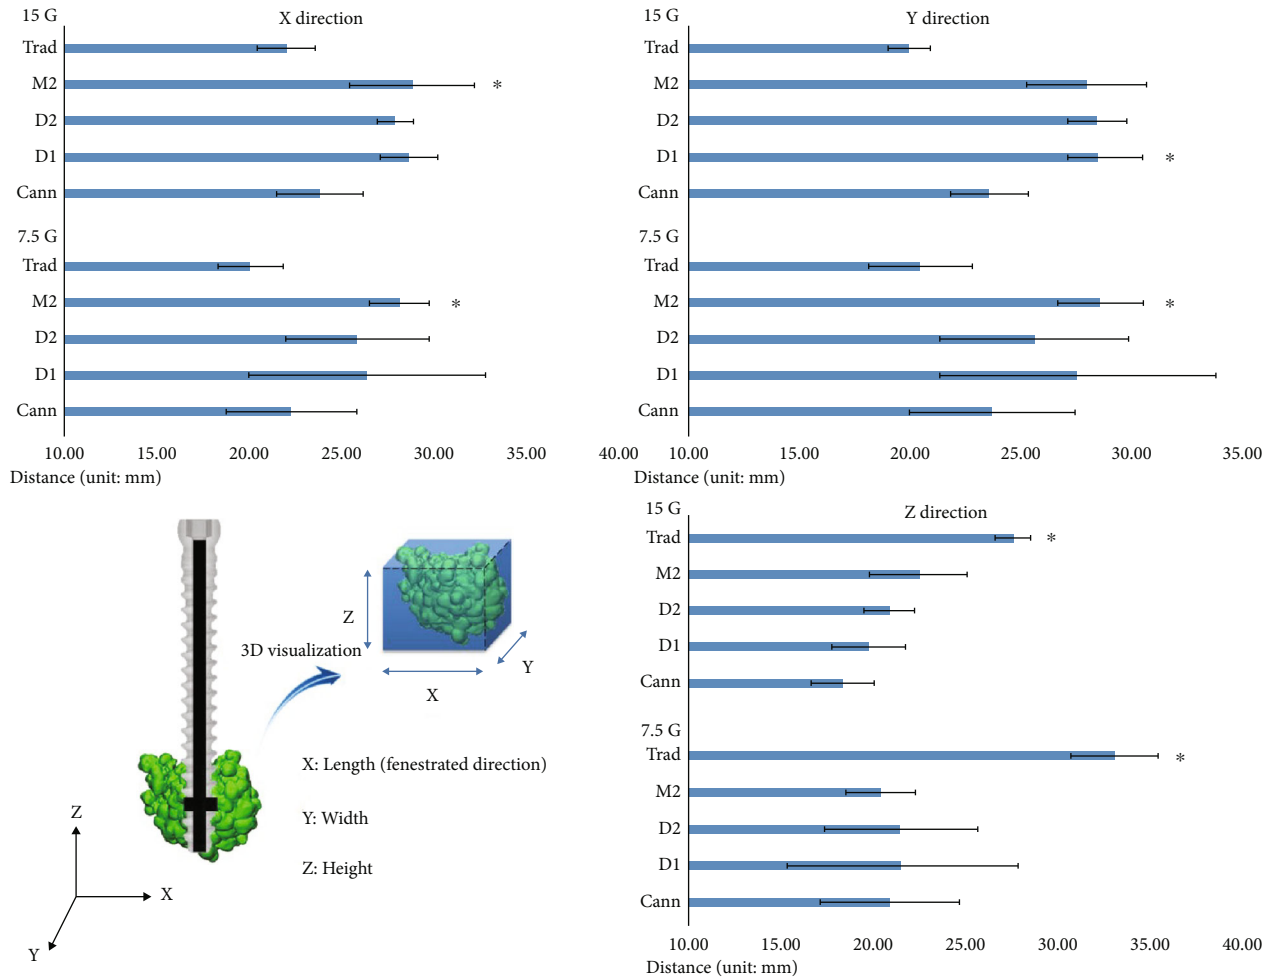 X direction
15 G
Trad
M2
*
D2
D1
Cann
7.5 G
Trad
M2
*
D2
D1
Cann
10.00 15.00 20.00 25.00 30.00 35.00 40.00
Distance (unit: mm)
Y direction
15 G
Trad
M2
D2
D1
*
Cann
7.5 G
Trad
M2
*
D2
D1
Cann
10.00 15.00 20.00 25.00 30.00 35.00
Z
3D visualization
Y
X
X: Length (fenestrated direction)
Y: Width
Z: Height
Z
X
Y
Z direction
15 G
Trad
*
M2
D2
D1
Cann
7.5 G
Trad
*
M2
D2
D1
Cann
10.00 15.00 20.00 25.00 30.00 35.00 40.00
Distance (unit: mm)